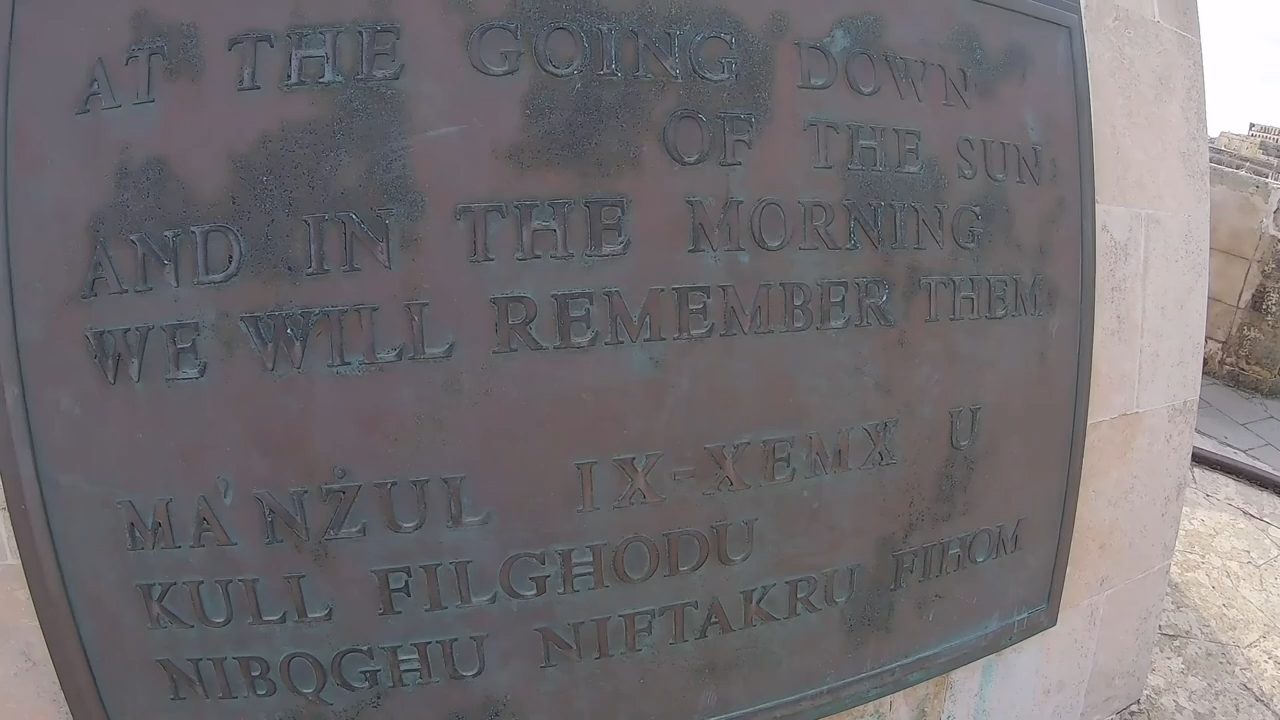 AT THE GOING DOWN
OF THE SUN
AND IN THE MORNING
WE WILL REMEMBER THEM
MA'NŻUL IX-XEMX U
KULL FILGHODU
NIBQGHU NIFTAKRU FIHOM